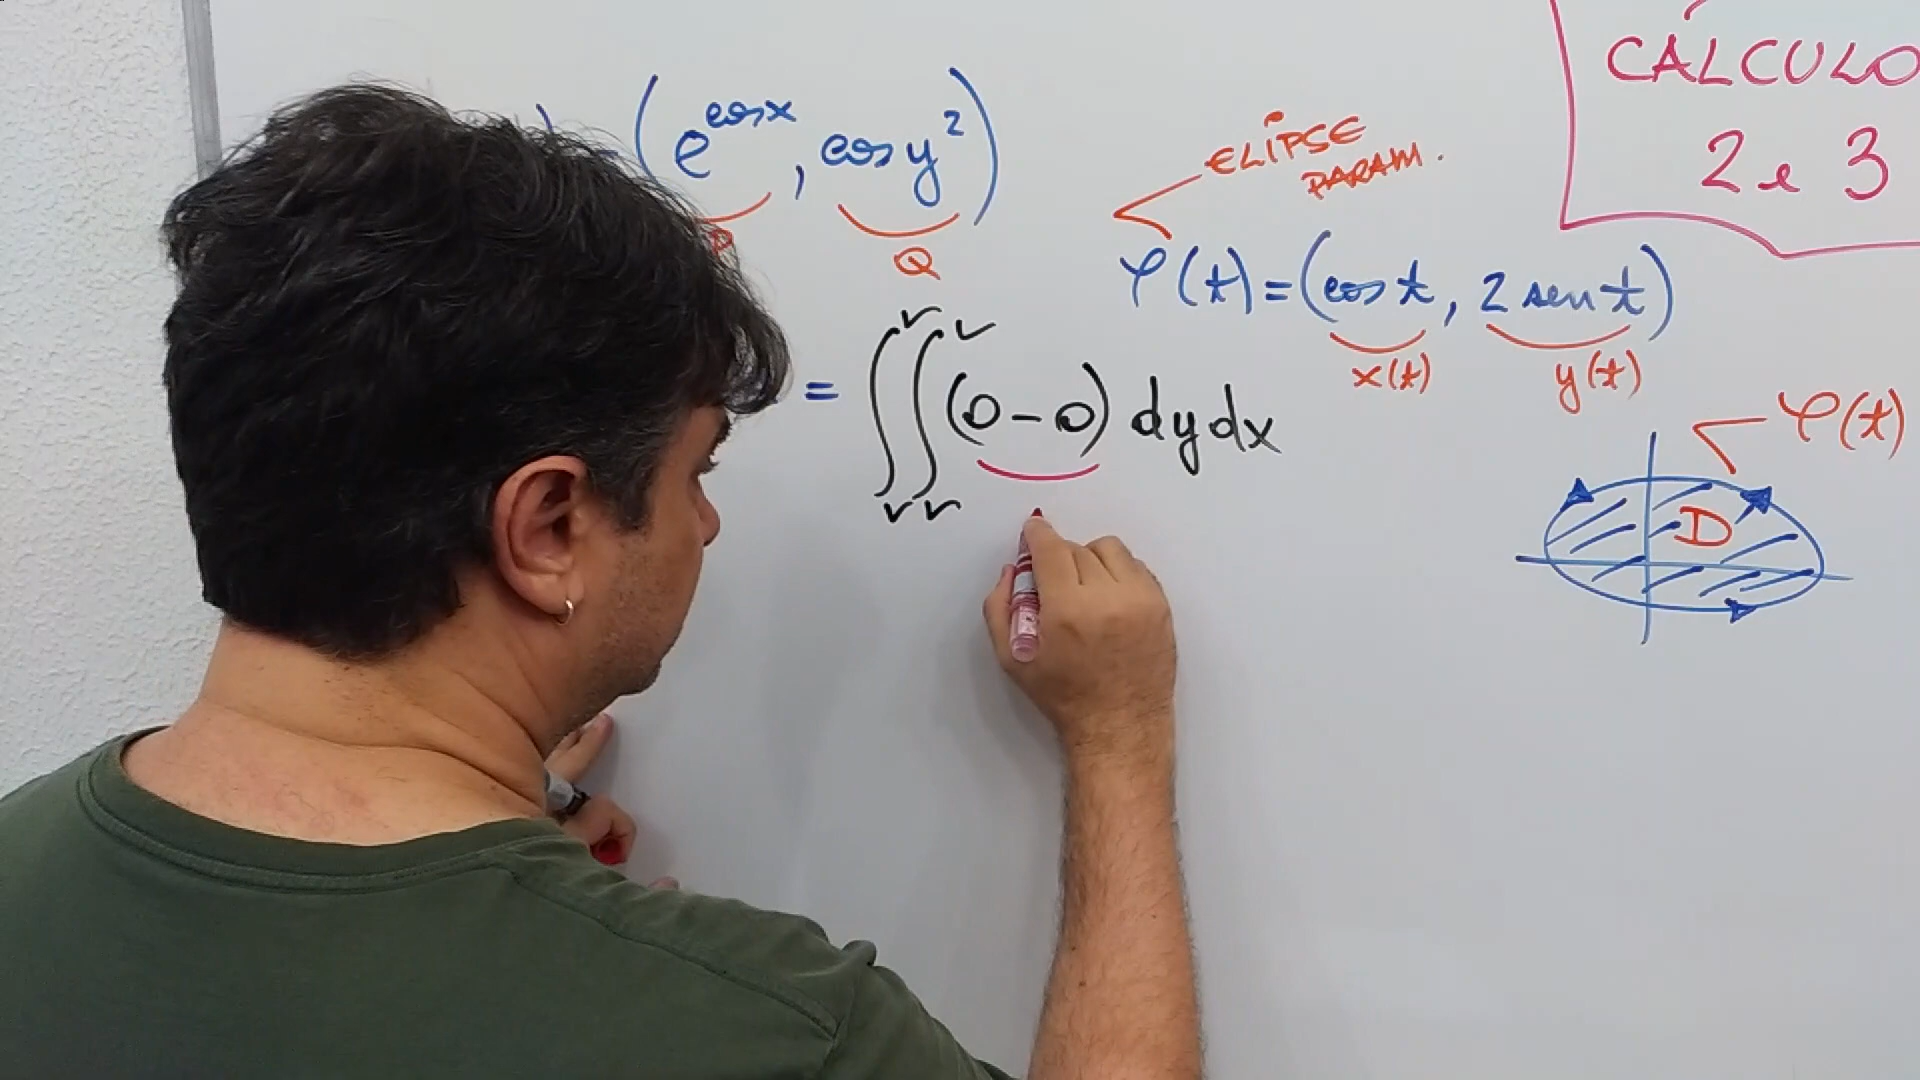 CÁLCULO
2 e 3
= (e^{cos x}, cos y²)
P
Q
ELIPSE
PARAM.
φ(t) = (cos t, 2 sen t)
x(t)
y(t)
= ∫∫ (0 - 0) dy dx
φ(t)
D